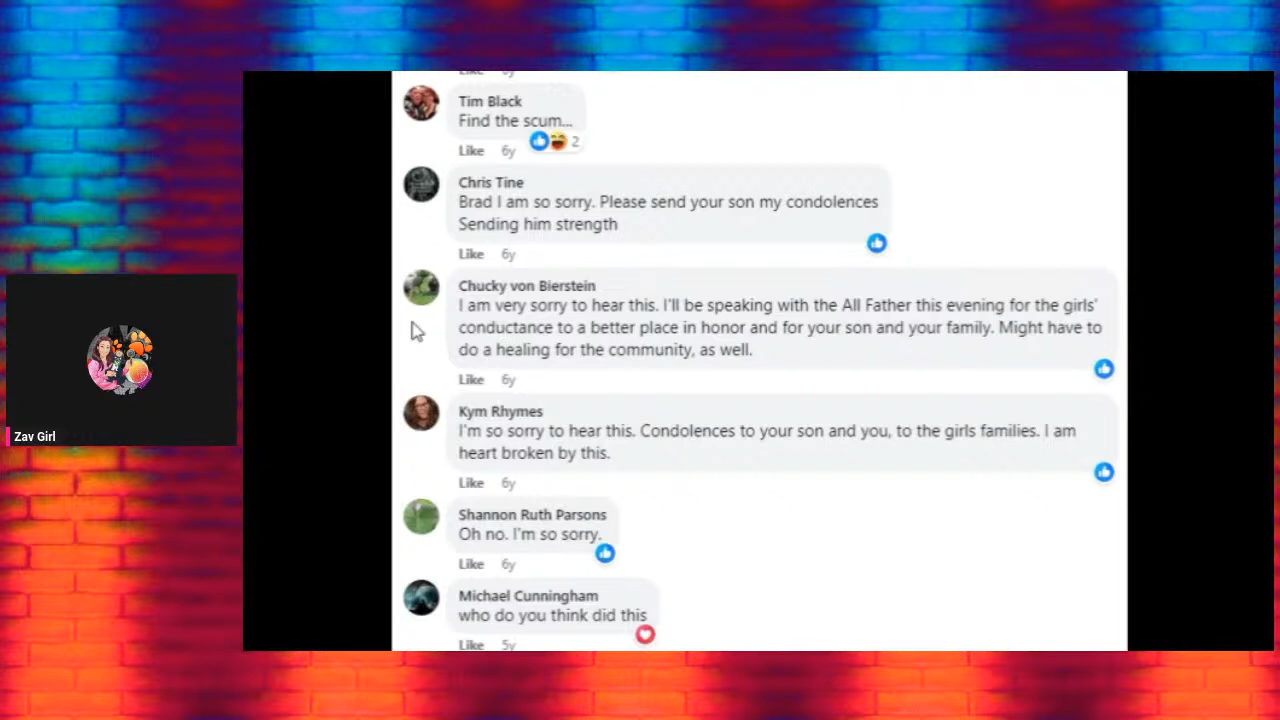 Tim Black
Find the scum...
2
Like 6y
Chris Tine
Brad I am so sorry. Please send your son my condolences
Sending him strength
Like 6y
Chucky von Bierstein
I am very sorry to hear this. I'll be speaking with the All Father this evening for the girls'
conductance to a better place in honor and for your son and your family. Might have to
do a healing for the community, as well.
Like 6y
Kym Rhymes
I'm so sorry to hear this. Condolences to your son and you, to the girls families. I am
heart broken by this.
Like 6y
Shannon Ruth Parsons
Oh no. I'm so sorry.
Like 6y
Michael Cunningham
who do you think did this
Like 5y
Zav Girl